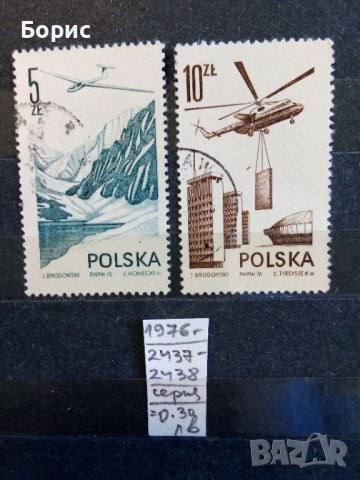 Борис
5
ZŁ
10 ZŁ
POLSKA
POLSKA
J. BRODOWSKI PWPW 76 E. KONECKI
J. BRODOWSKI PWPW 76 E. TIRDISZEK
1976г
2437-
2438
серия
=0.39
лв
BAZAR